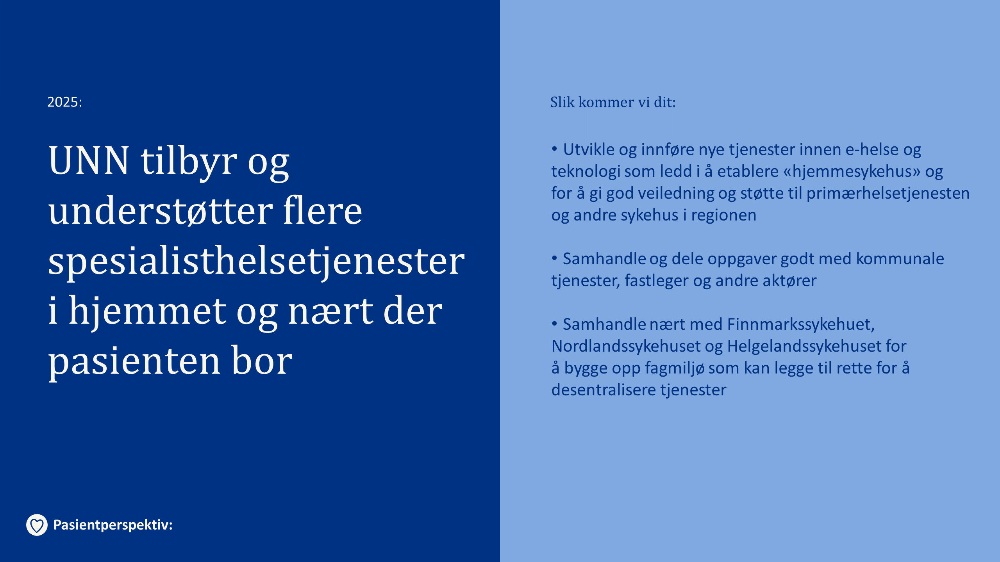 2025:
UNN tilbyr og
understøtter flere
spesialisthelsetjenester
i hjemmet og nært der
pasienten bor
Pasientperspektiv:
Slik kommer vi dit:
• Utvikle og innføre nye tjenester innen e-helse og
teknologi som ledd i å etablere «hjemmesykehus» og
for å gi god veiledning og støtte til primærhelsetjenesten
og andre sykehus i regionen
• Samhandle og dele oppgaver godt med kommunale
tjenester, fastleger og andre aktører
• Samhandle nært med Finnmarkssykehuet,
Nordlandssykehuset og Helgelandssykehuset for
å bygge opp fagmiljø som kan legge til rette for å
desentralisere tjenester